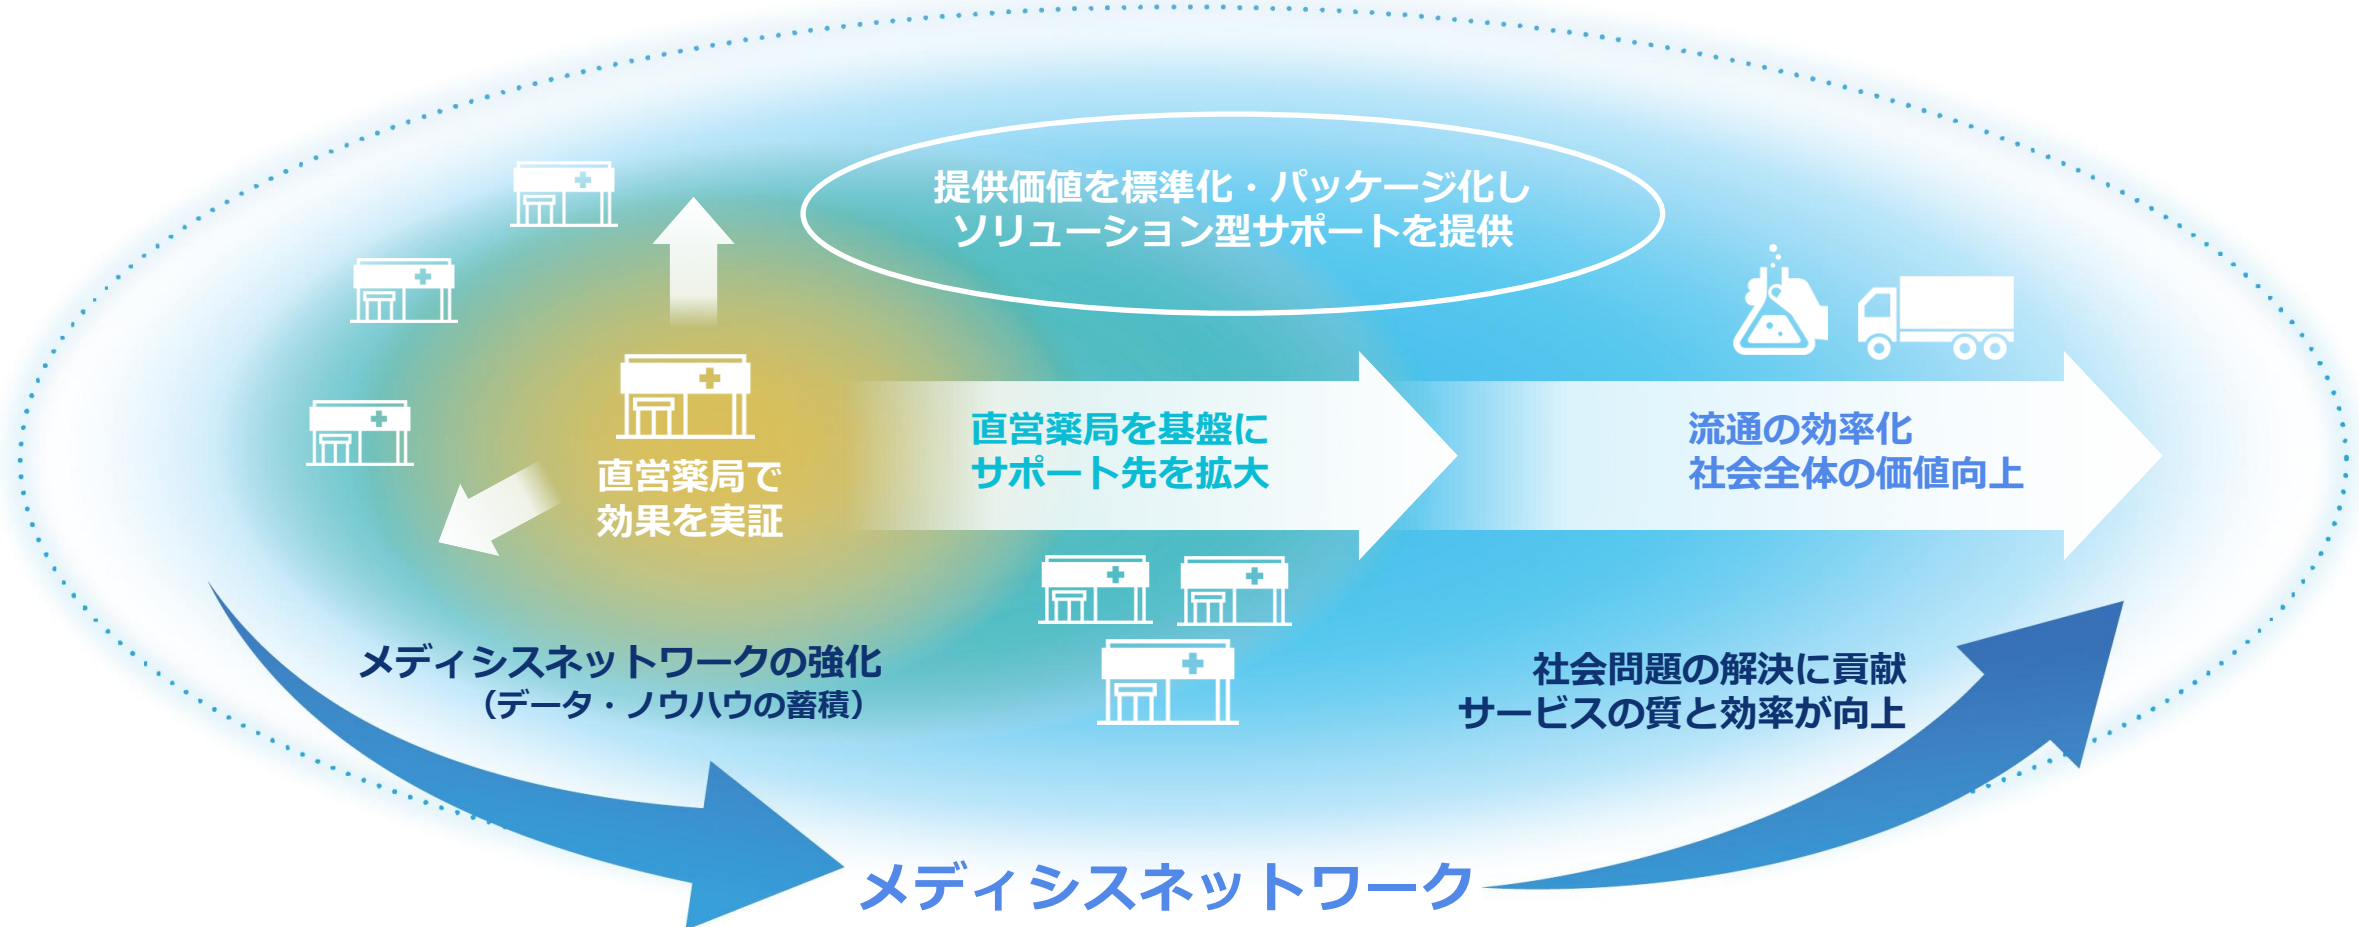 提供価値を標準化・パッケージ化し
ソリューション型サポートを提供
直営薬局で
効果を実証
直営薬局を基盤に
サポート先を拡大
流通の効率化
社会全体の価値向上
メディシスネットワークの強化
（データ・ノウハウの蓄積）
社会問題の解決に貢献
サービスの質と効率が向上
メディシスネットワーク